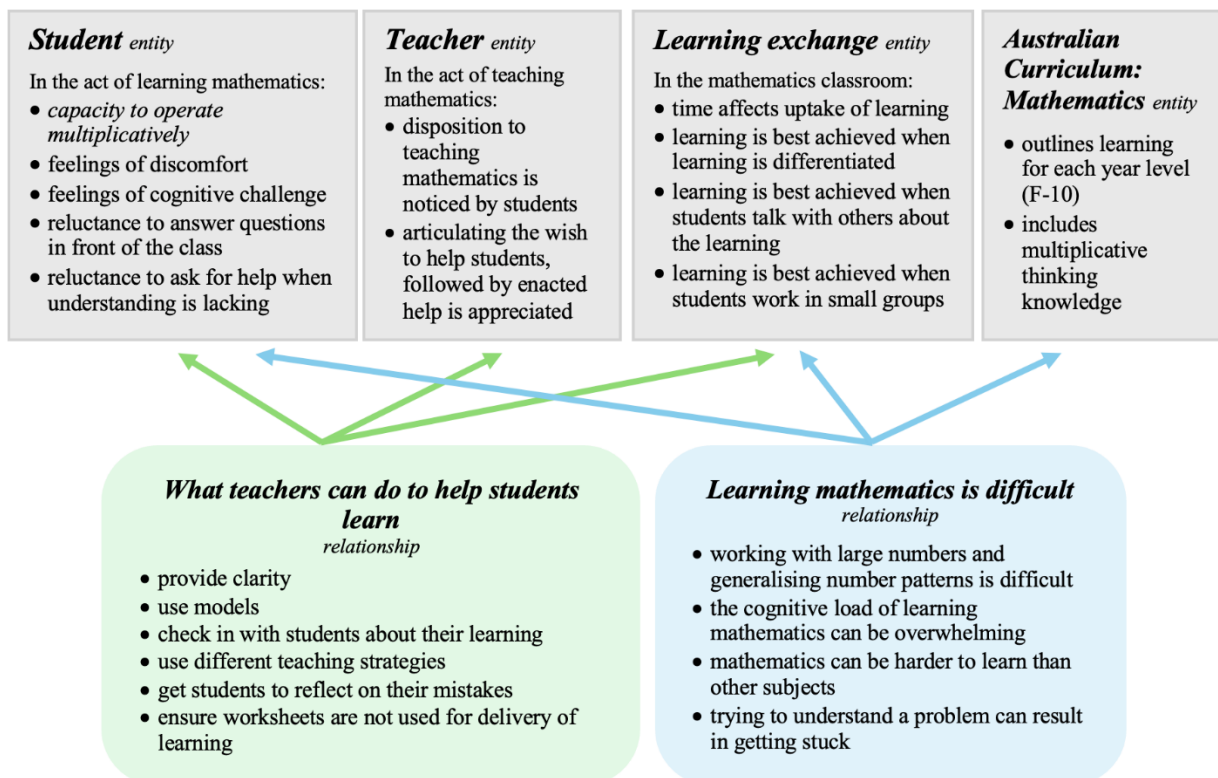 Student entity
In the act of learning mathematics:
• capacity to operate
multiplicatively
• feelings of discomfort
• feelings of cognitive challenge
• reluctance to answer questions
in front of the class
• reluctance to ask for help when
understanding is lacking
Teacher entity
In the act of teaching
mathematics:
• disposition to
teaching
mathematics is
noticed by students
• articulating the wish
to help students,
followed by enacted
help is appreciated
Learning exchange entity
In the mathematics classroom:
• time affects uptake of learning
• learning is best achieved when
learning is differentiated
• learning is best achieved when
students talk with others about
the learning
• learning is best achieved when
students work in small groups
Australian
Curriculum:
Mathematics entity
• outlines learning
for each year level
(F-10)
• includes
multiplicative
thinking
knowledge
What teachers can do to help students
learn
relationship
• provide clarity
• use models
• check in with students about their learning
• use different teaching strategies
• get students to reflect on their mistakes
• ensure worksheets are not used for delivery of
learning
Learning mathematics is difficult
relationship
• working with large numbers and
generalising number patterns is difficult
• the cognitive load of learning
mathematics can be overwhelming
• mathematics can be harder to learn than
other subjects
• trying to understand a problem can result
in getting stuck